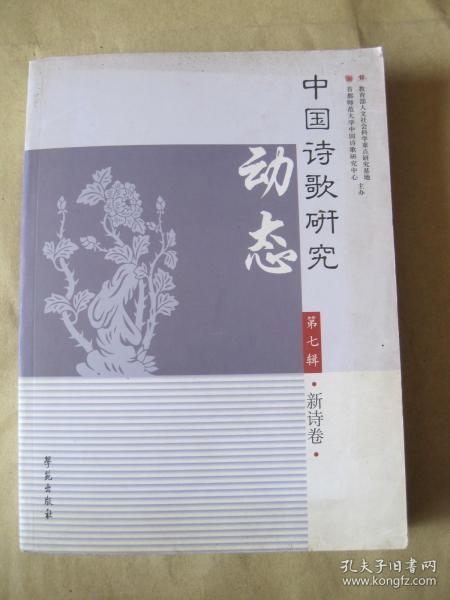 教育部人文社会科学重点研究基地
首都师范大学中国诗歌研究中心
主办
中国诗歌研究
动态
第七辑
·新诗卷·
学苑出版社
孔夫子旧书网
www.kongfz.com